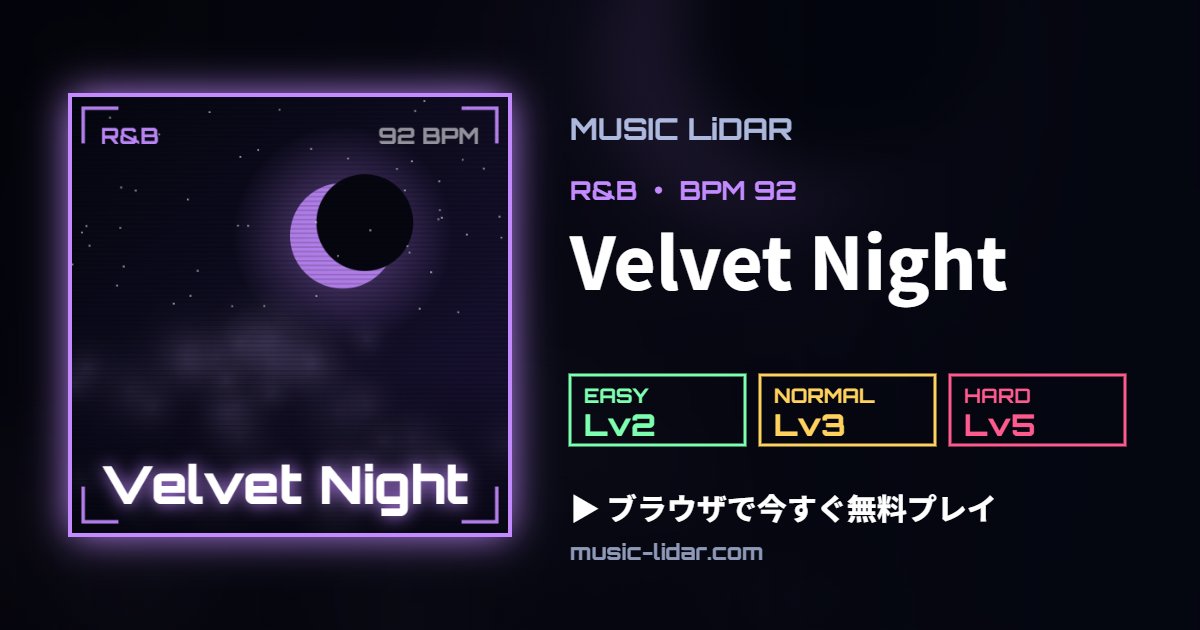 R&B
92 BPM
Velvet Night
MUSIC LiDAR
R&B・BPM 92
Velvet Night
EASY
Lv2
NORMAL
Lv3
HARD
Lv5
▶ ブラウザで今すぐ無料プレイ
music-lidar.com